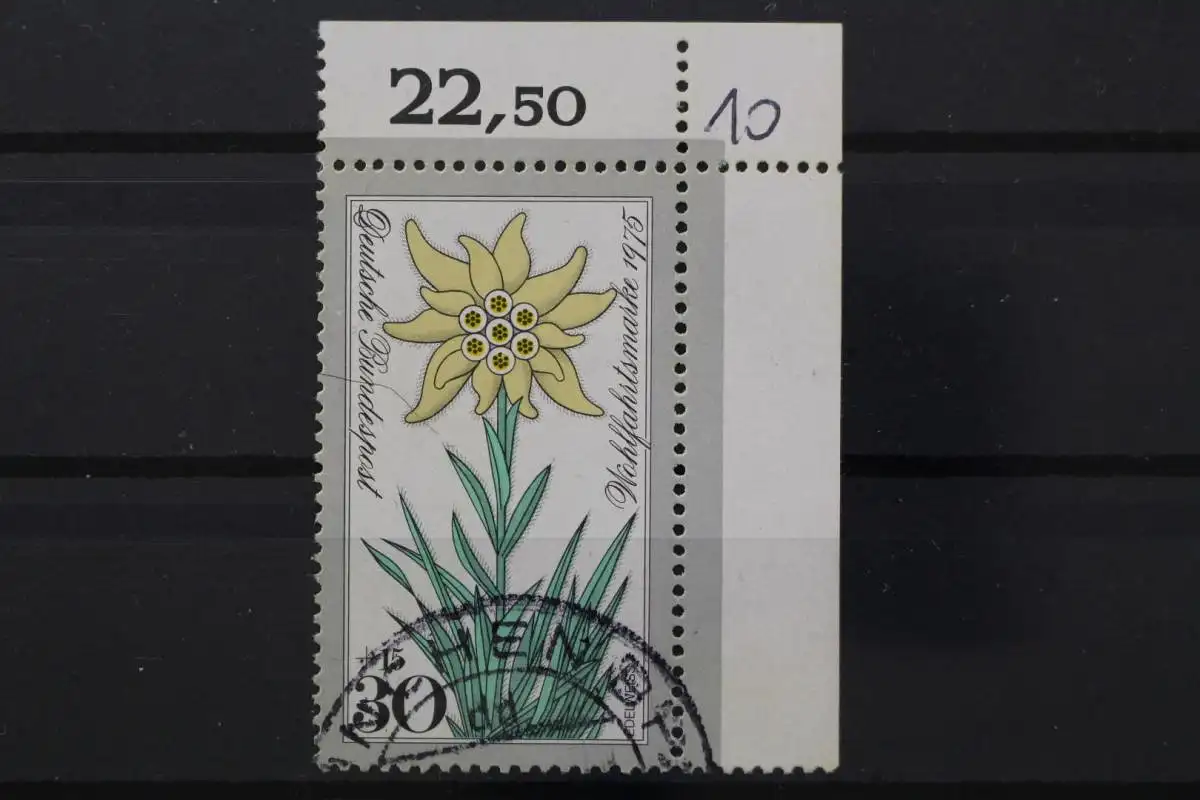 22,50
10
Deutsche Bundespost
Wohlfahrtsmarke 1975
+15
30
EDELWEISS